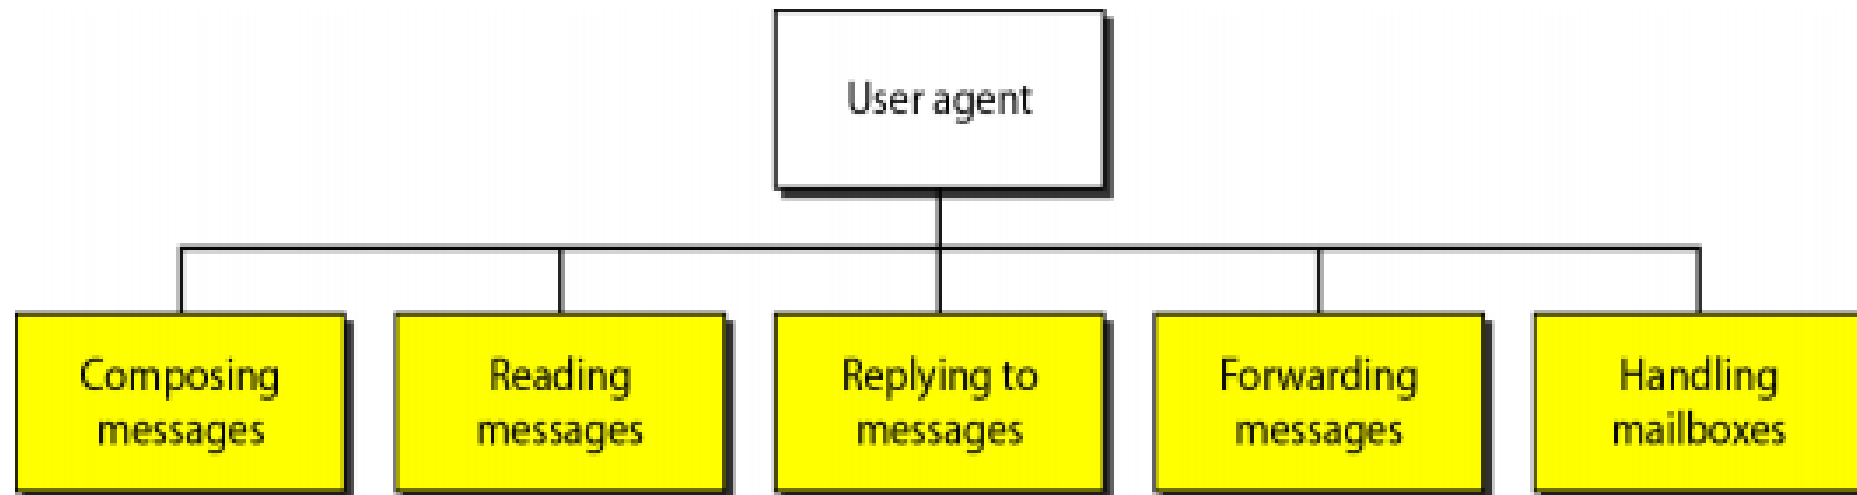 User agent
Composing
messages
Reading
messages
Replying to
messages
Forwarding
messages
Handling
mailboxes